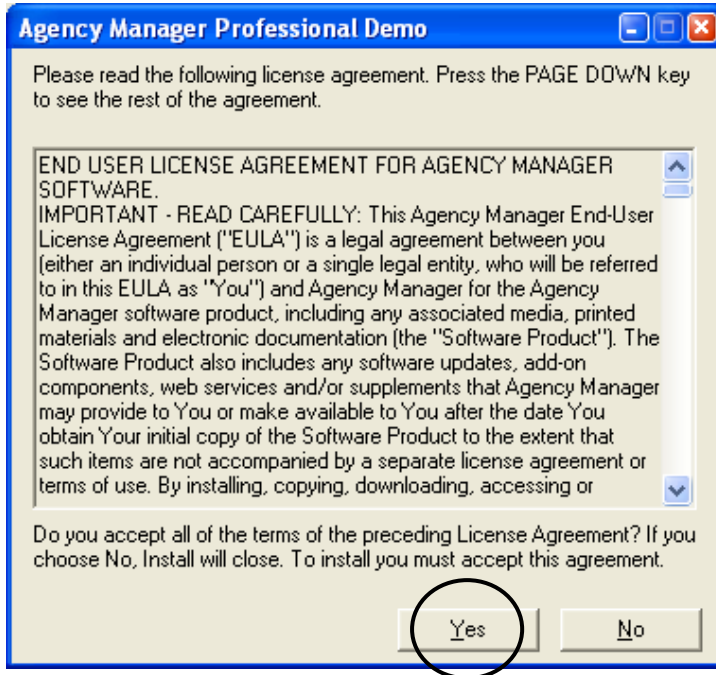 Agency Manager Professional Demo
Please read the following license agreement. Press the PAGE DOWN key
to see the rest of the agreement.
END USER LICENSE AGREEMENT FOR AGENCY MANAGER
SOFTWARE.
IMPORTANT - READ CAREFULLY: This Agency Manager End-User
License Agreement ("EULA") is a legal agreement between you
(either an individual person or a single legal entity, who will be referred
to in this EULA as "You") and Agency Manager for the Agency
Manager software product, including any associated media, printed
materials and electronic documentation (the "Software Product"). The
Software Product also includes any software updates, add-on
components, web services and/or supplements that Agency Manager
may provide to You or make available to You after the date You
obtain Your initial copy of the Software Product to the extent that
such items are not accompanied by a separate license agreement or
terms of use. By installing, copying, downloading, accessing or
Do you accept all of the terms of the preceding License Agreement? If you
choose No, Install will close. To install you must accept this agreement.
Yes No